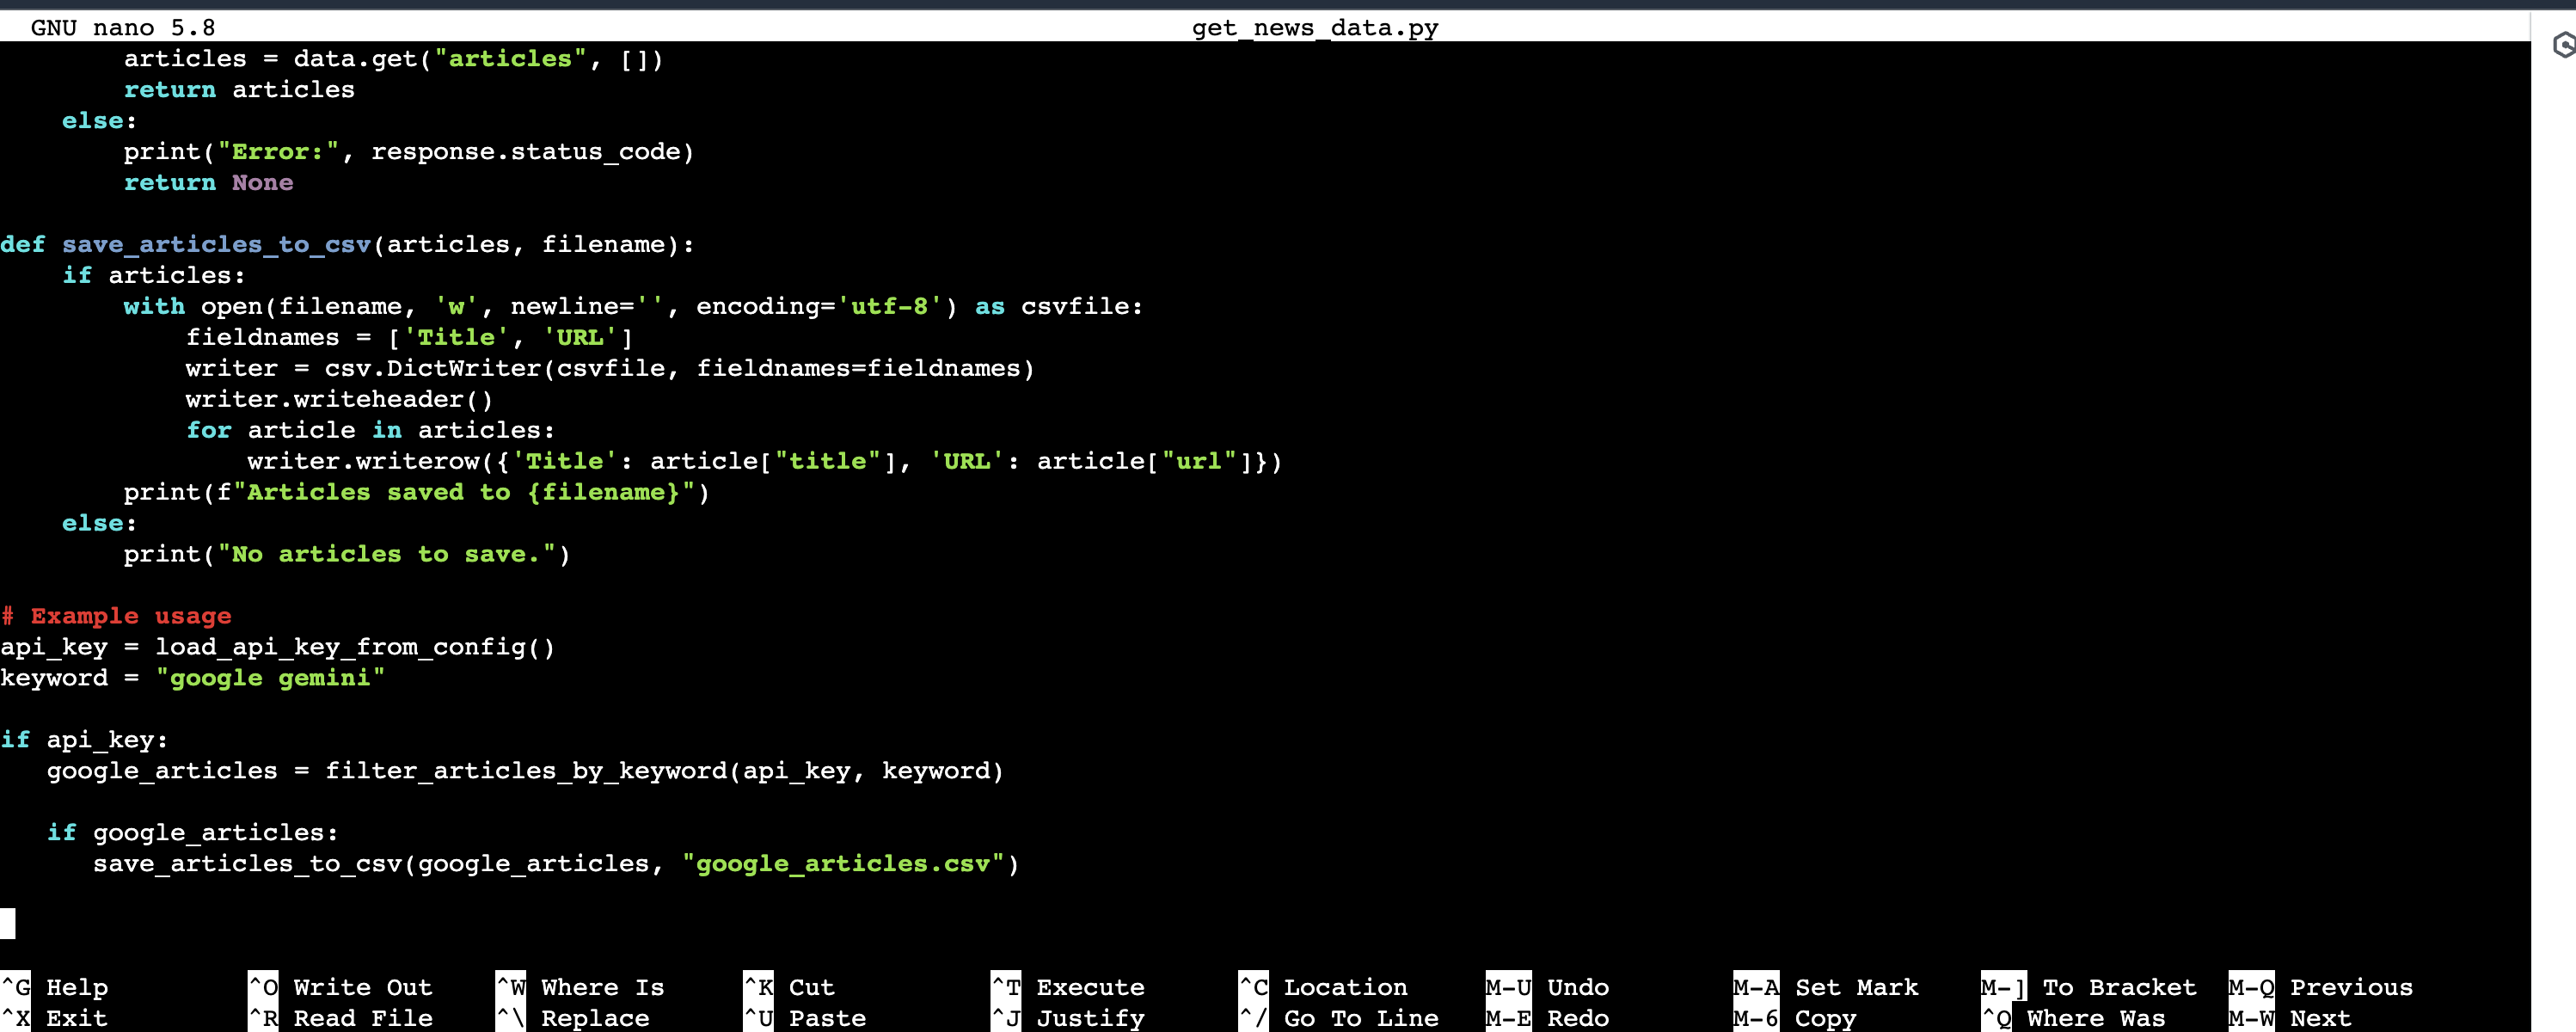 GNU nano 5.8 get_news_data.py
articles = data.get("articles", [])
return articles
else:
print("Error:", response.status_code)
return None
def save_articles_to_csv(articles, filename):
if articles:
with open(filename, 'w', newline='', encoding='utf-8') as csvfile:
fieldnames = ['Title', 'URL']
writer = csv.DictWriter(csvfile, fieldnames=fieldnames)
writer.writeheader()
for article in articles:
writer.writerow({'Title': article["title"], 'URL': article["url"]})
print(f"Articles saved to {filename}")
else:
print("No articles to save.")
# Example usage
api_key = load_api_key_from_config()
keyword = "google gemini"
if api_key:
google_articles = filter_articles_by_keyword(api_key, keyword)
if google_articles:
save_articles_to_csv(google_articles, "google_articles.csv")
^G Help ^O Write Out ^W Where Is ^K Cut ^T Execute ^C Location M-U Undo M-A Set Mark M-] To Bracket M-Q Previous
^X Exit ^R Read File ^\ Replace ^U Paste ^J Justify ^/ Go To Line M-E Redo M-6 Copy ^Q Where Was M-W Next